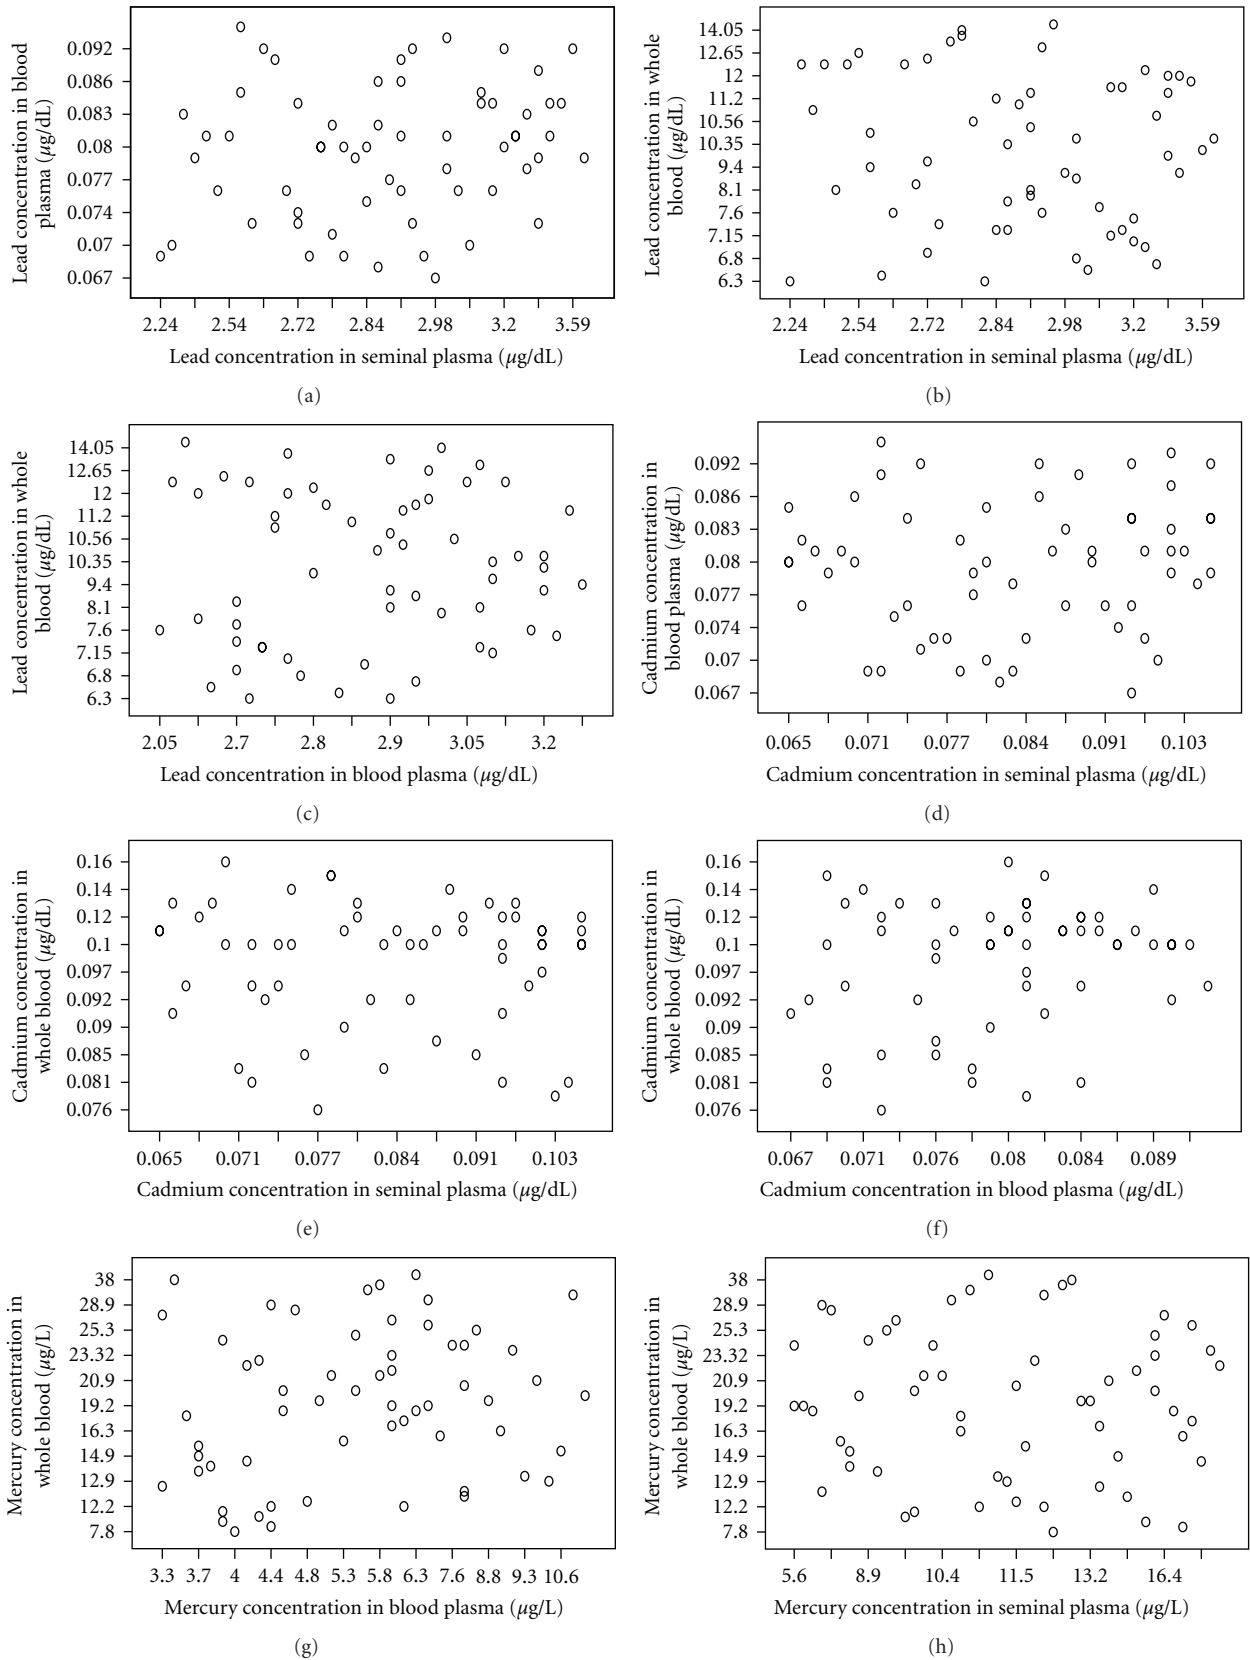 Lead concentration in blood
plasma (µg/dL)
0.092
0.086
0.083
0.08
0.077
0.074
0.07
0.067
2.24 2.54 2.72 2.84 2.98 3.2 3.59
Lead concentration in seminal plasma (µg/dL)
(a)
Lead concentration in whole
blood (µg/dL)
14.05
12.65
12
11.2
10.56
10.35
9.4
8.1
7.6
7.15
6.8
6.3
2.24 2.54 2.72 2.84 2.98 3.2 3.59
Lead concentration in seminal plasma (µg/dL)
(b)
Lead concentration in whole
blood (µg/dL)
14.05
12.65
12
11.2
10.56
10.35
9.4
8.1
7.6
7.15
6.8
6.3
2.05 2.7 2.8 2.9 3.05 3.2
Lead concentration in blood plasma (µg/dL)
(c)
Cadmium concentration in
blood plasma (µg/dL)
0.092
0.086
0.083
0.08
0.077
0.074
0.07
0.067
0.065 0.071 0.077 0.084 0.091 0.103
Cadmium concentration in seminal plasma (µg/dL)
(d)
Cadmium concentration in
whole blood (µg/dL)
0.16
0.14
0.12
0.1
0.097
0.092
0.09
0.085
0.081
0.076
0.065 0.071 0.077 0.084 0.091 0.103
Cadmium concentration in seminal plasma (µg/dL)
(e)
Cadmium concentration in
whole blood (µg/dL)
0.16
0.14
0.12
0.1
0.097
0.092
0.09
0.085
0.081
0.076
0.067 0.071 0.076 0.08 0.084 0.089
Cadmium concentration in blood plasma (µg/dL)
(f)
Mercury concentration in
whole blood (µg/L)
38
28.9
25.3
23.32
20.9
19.2
16.3
14.9
12.9
12.2
7.8
3.3 3.7 4 4.4 4.8 5.3 5.8 6.3 7.6 8.8 9.3 10.6
Mercury concentration in blood plasma (µg/L)
(g)
Mercury concentration in
whole blood (µg/L)
38
28.9
25.3
23.32
20.9
19.2
16.3
14.9
12.9
12.2
7.8
5.6 8.9 10.4 11.5 13.2 16.4
Mercury concentration in seminal plasma (µg/L)
(h)